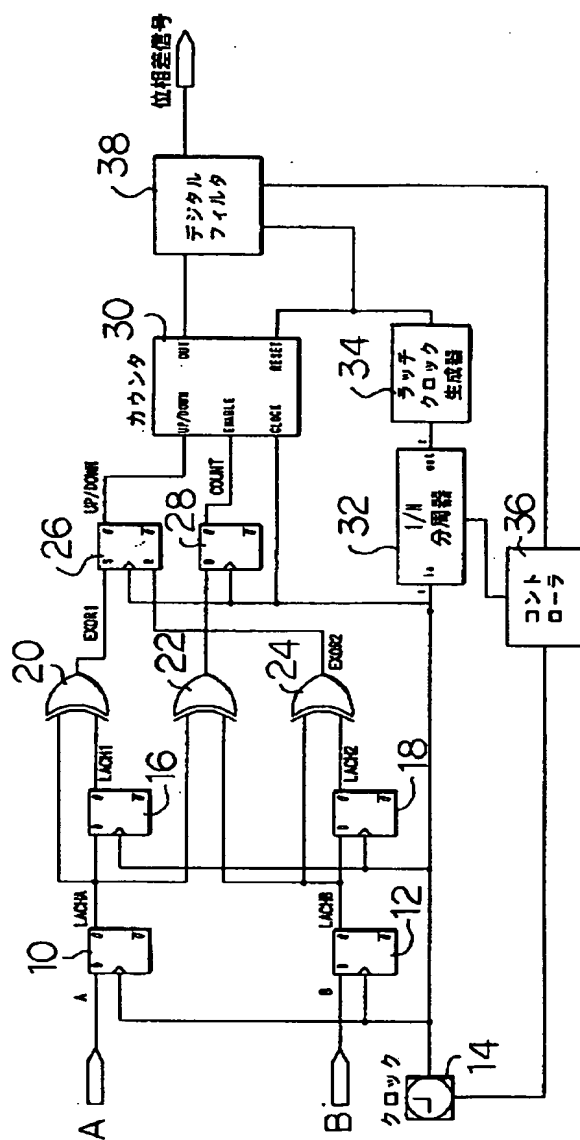 A
B
クロック
14
10
A
D
LACHA
12
B
D
LACHB
16
D
LACH1
18
D
LACH2
20
22
24
EXOR1
EXOR2
26
S
R
28
D
UP/DOWN
COUNT
カウンタ
30
UP/DOWN
OUT
ENABLE
CLOCK
RESET
32
1/N
分周器
in
out
34
ラッチ
クロック
生成器
36
コント
ローラ
38
デジタル
フィルタ
位相差信号